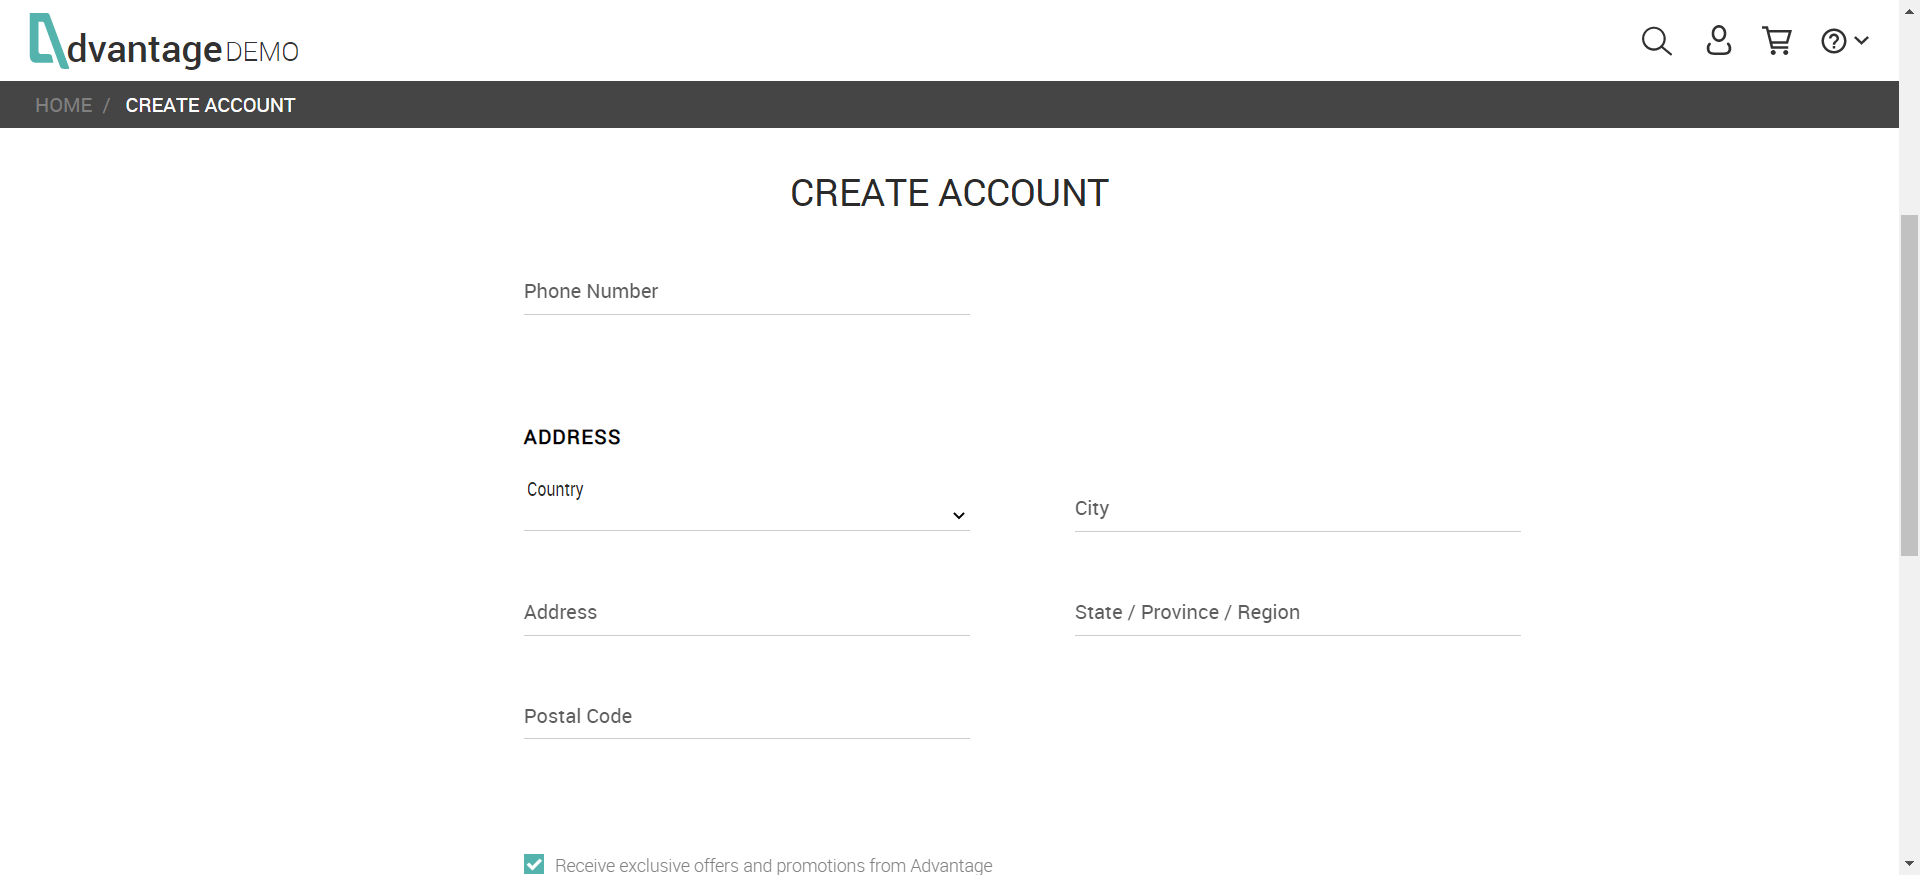 dvantage DEMO
HOME / CREATE ACCOUNT
CREATE ACCOUNT
Phone Number
ADDRESS
Country
City
Address
State / Province / Region
Postal Code
Receive exclusive offers and promotions from Advantage